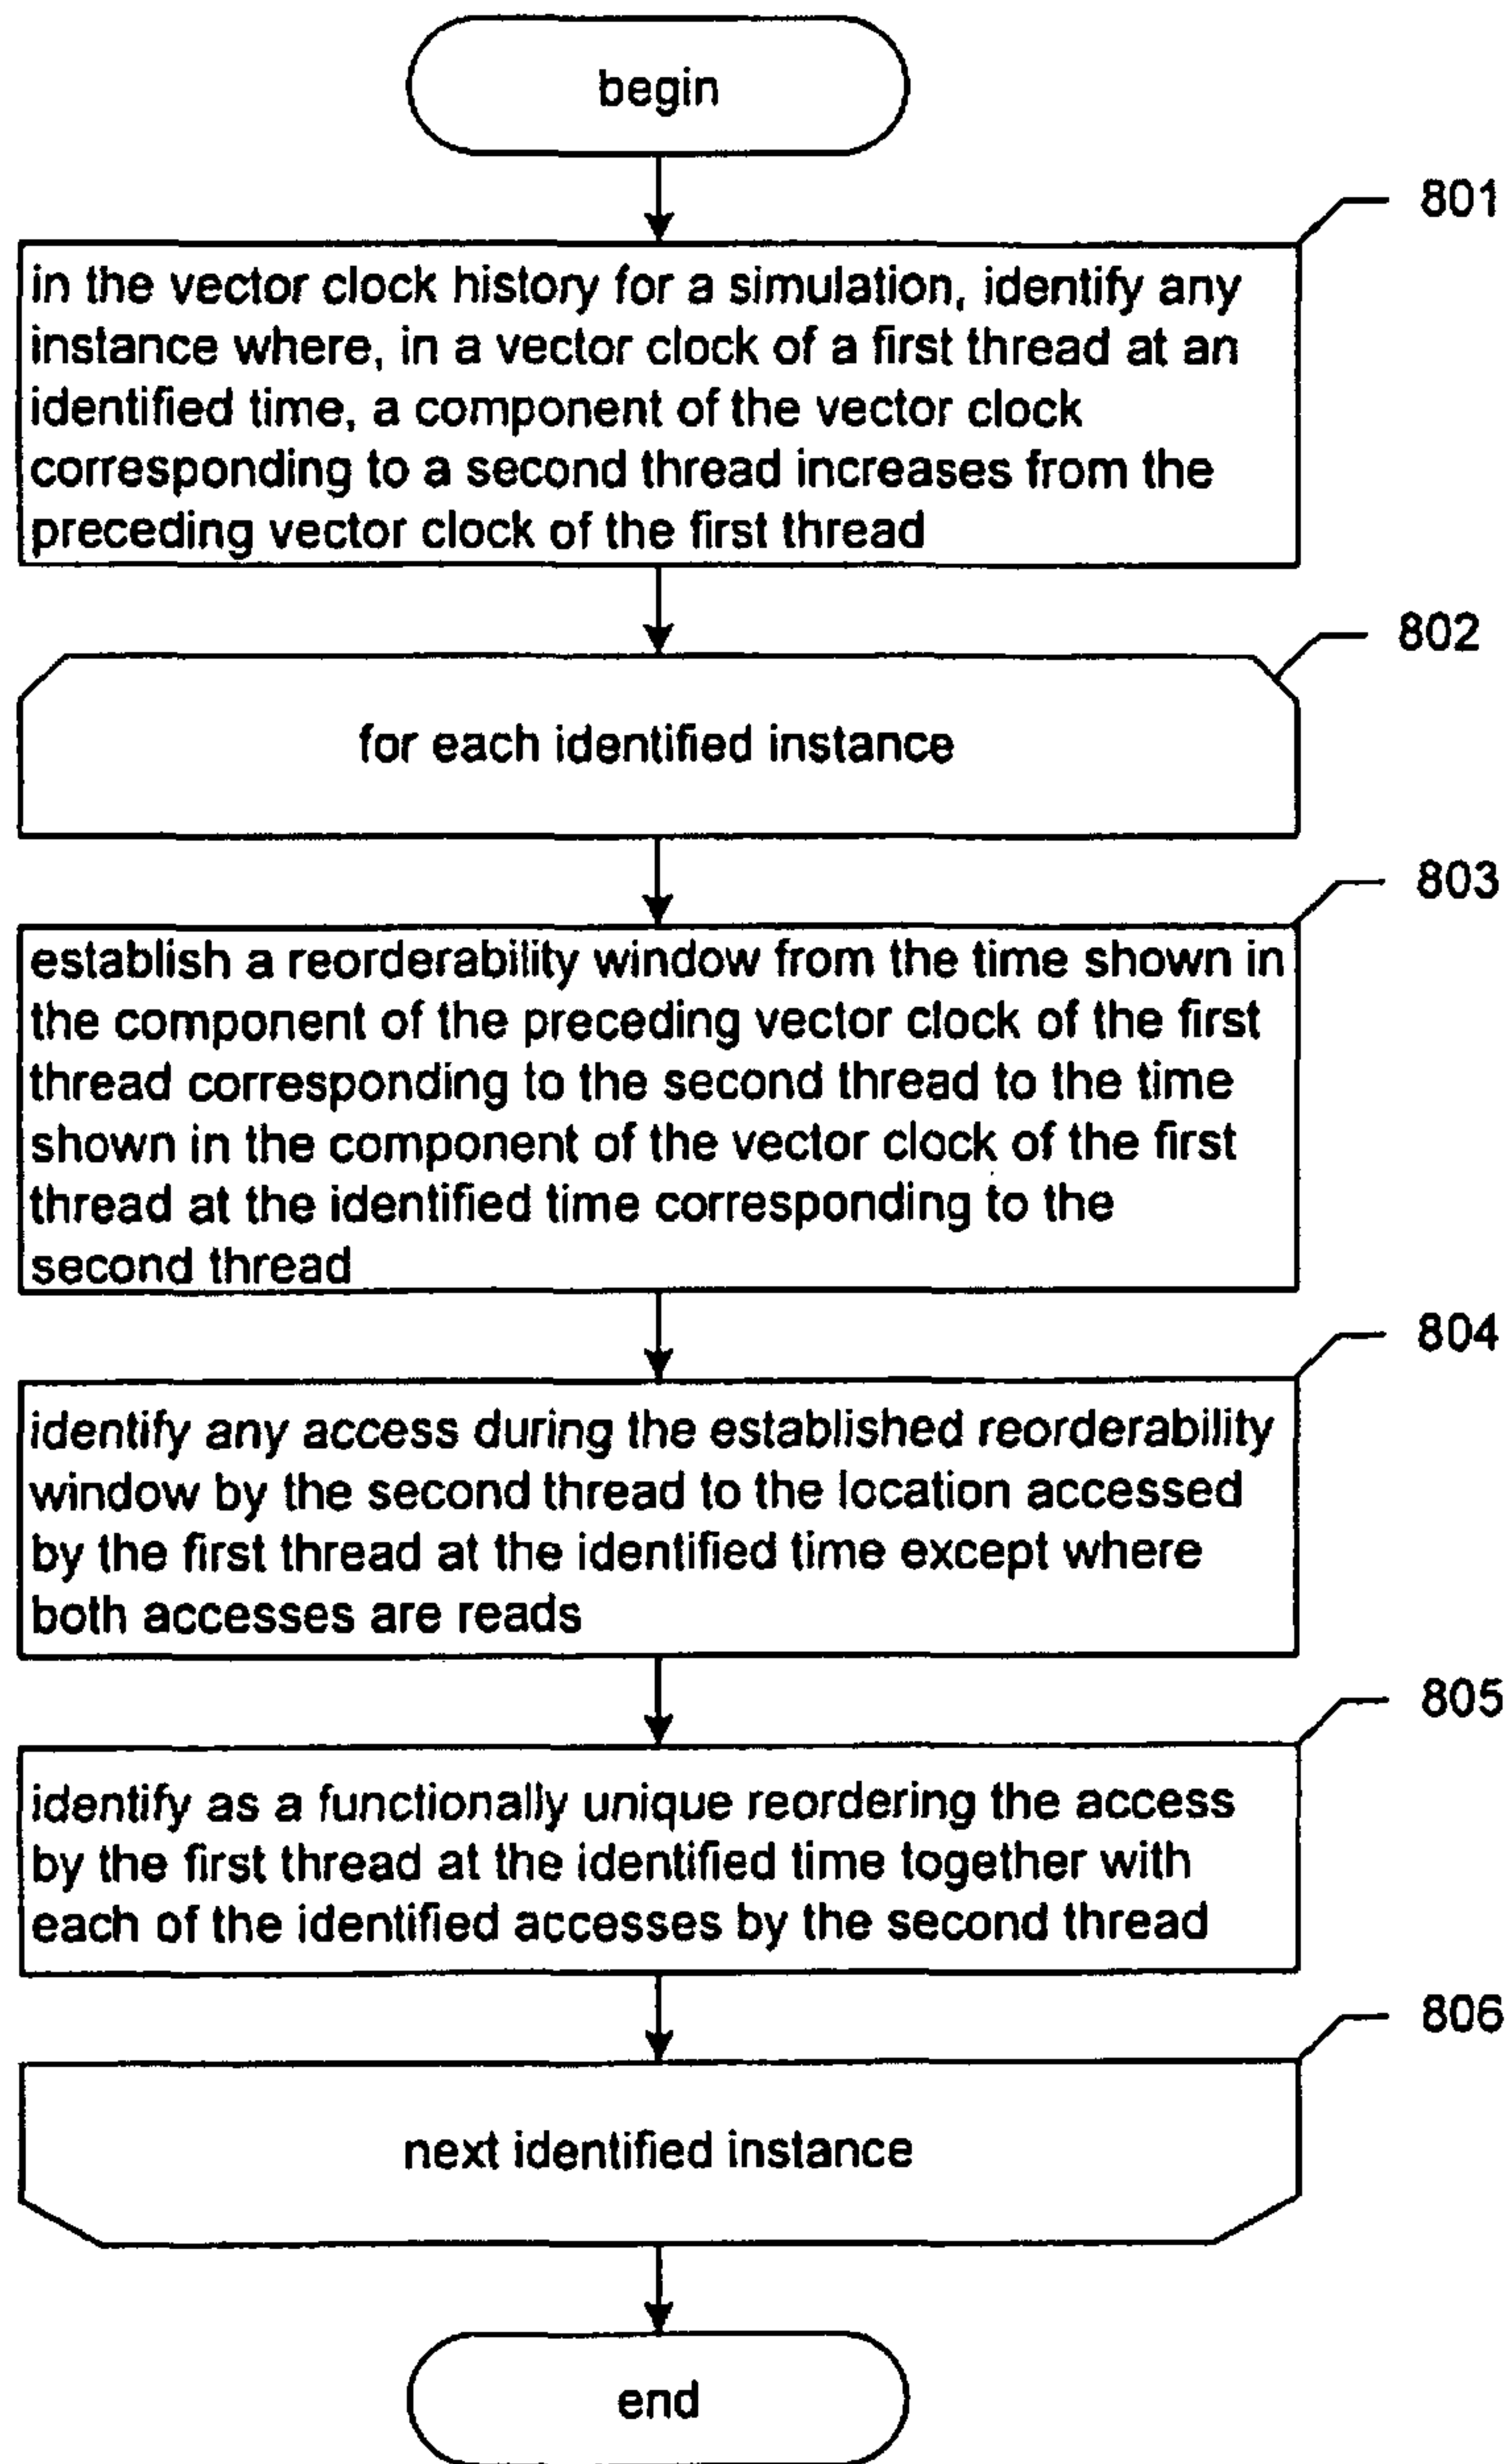 begin
801
in the vector clock history for a simulation, identify any
instance where, in a vector clock of a first thread at an
identified time, a component of the vector clock
corresponding to a second thread increases from the
preceding vector clock of the first thread
802
for each identified instance
803
establish a reorderability window from the time shown in
the component of the preceding vector clock of the first
thread corresponding to the second thread to the time
shown in the component of the vector clock of the first
thread at the identified time corresponding to the
second thread
804
identify any access during the established reorderability
window by the second thread to the location accessed
by the first thread at the identified time except where
both accesses are reads
805
identify as a functionally unique reordering the access
by the first thread at the identified time together with
each of the identified accesses by the second thread
806
next identified instance
end